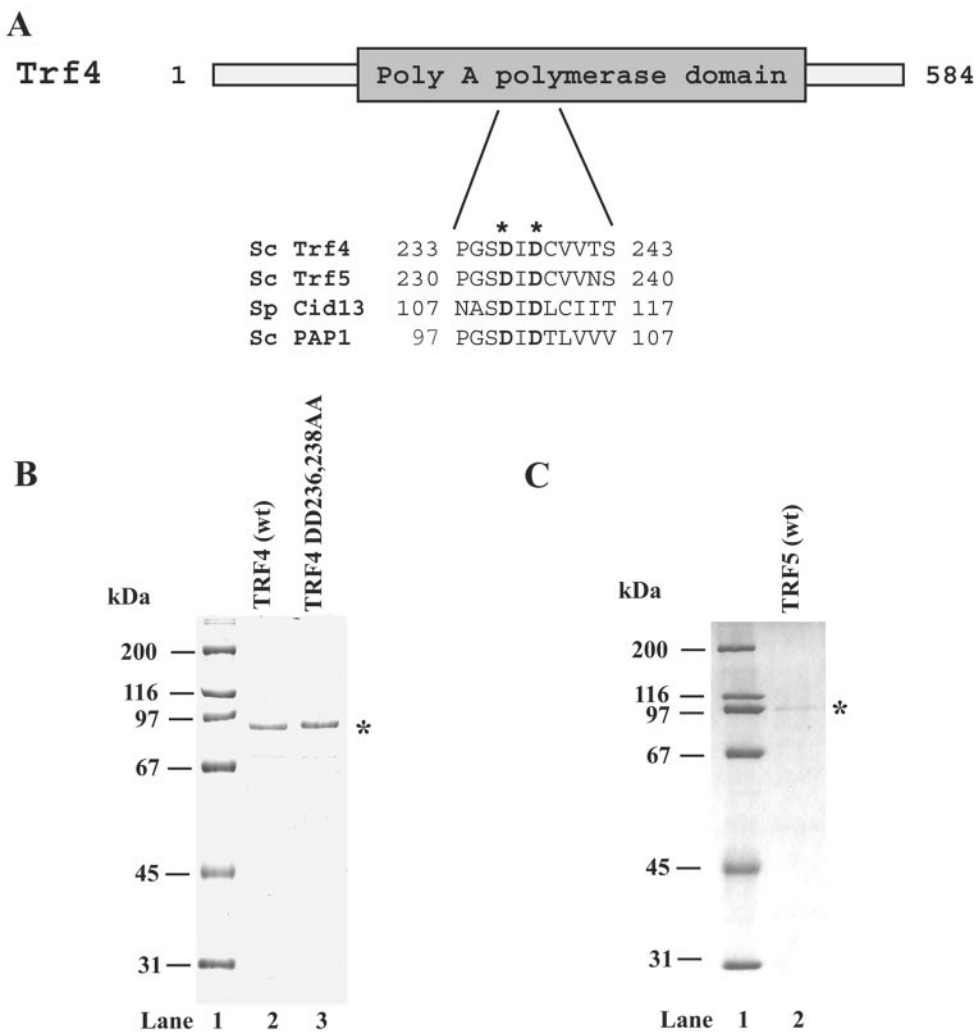 A
Trf4 1 Poly A polymerase domain 584
* *
Sc Trf4 233 PGSDIDCVVTS 243
Sc Trf5 230 PGSDIDCVVNS 240
Sp Cid13 107 NASDIDLCIIT 117
Sc PAP1 97 PGSDIDTLVVV 107
B
kDa
TRF4 (wt)
TRF4 DD236,238AA
200
116
97
*
67
45
31
Lane 1 2 3
C
kDa
TRF5 (wt)
200
116
97
*
67
45
31
Lane 1 2